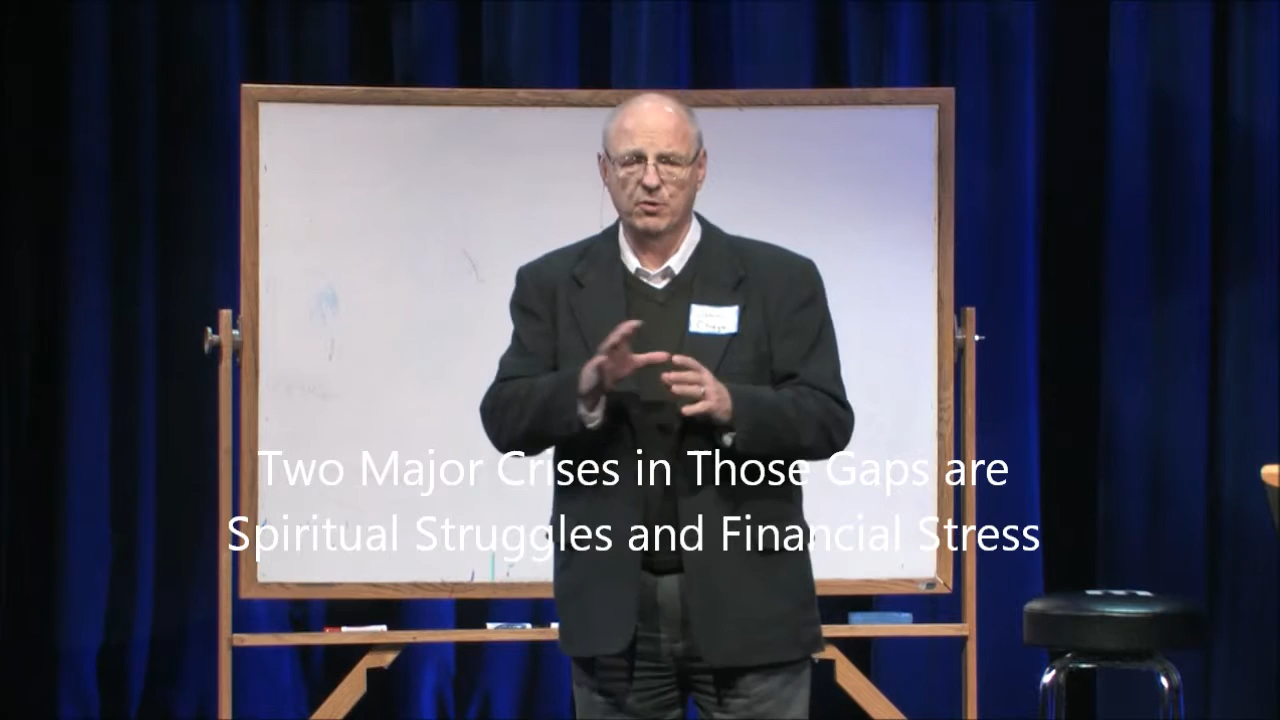 Two Major Crises in Those Gaps are
Spiritual Struggles and Financial Stress